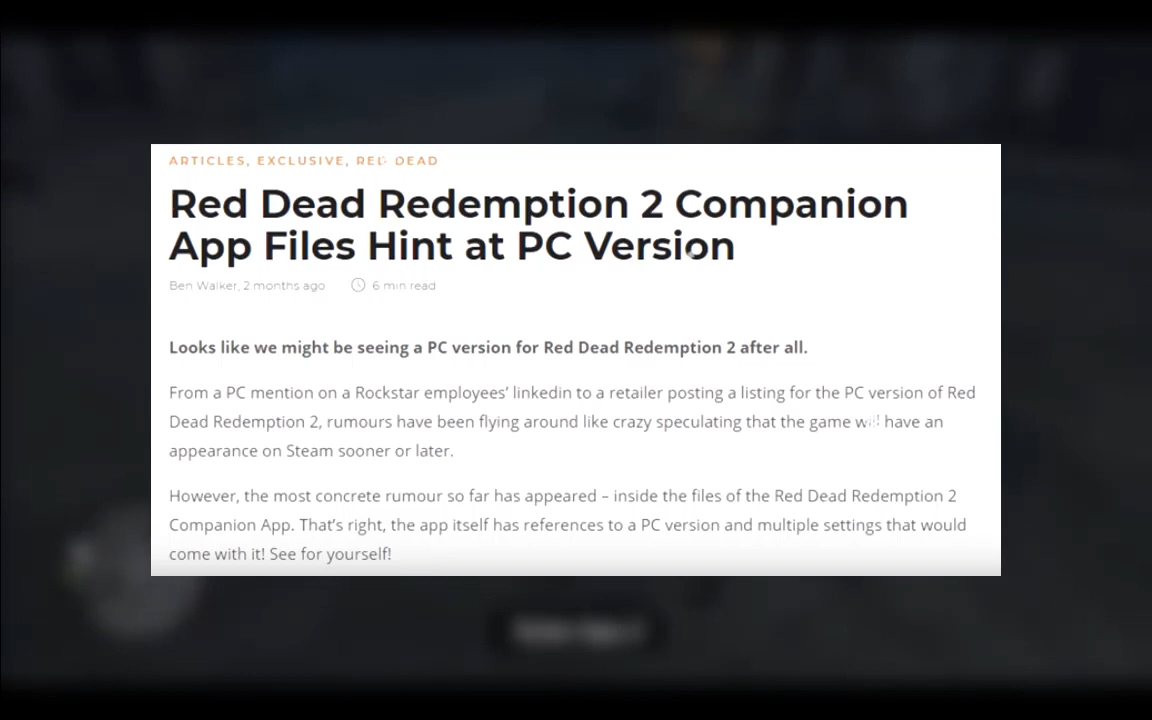 ARTICLES, EXCLUSIVE, RED DEAD
Red Dead Redemption 2 Companion
App Files Hint at PC Version
Ben Walker, 2 months ago 6 min read
Looks like we might be seeing a PC version for Red Dead Redemption 2 after all.
From a PC mention on a Rockstar employees’ linkedin to a retailer posting a listing for the PC version of Red
Dead Redemption 2, rumours have been flying around like crazy speculating that the game will have an
appearance on Steam sooner or later.
However, the most concrete rumour so far has appeared – inside the files of the Red Dead Redemption 2
Companion App. That’s right, the app itself has references to a PC version and multiple settings that would
come with it! See for yourself!